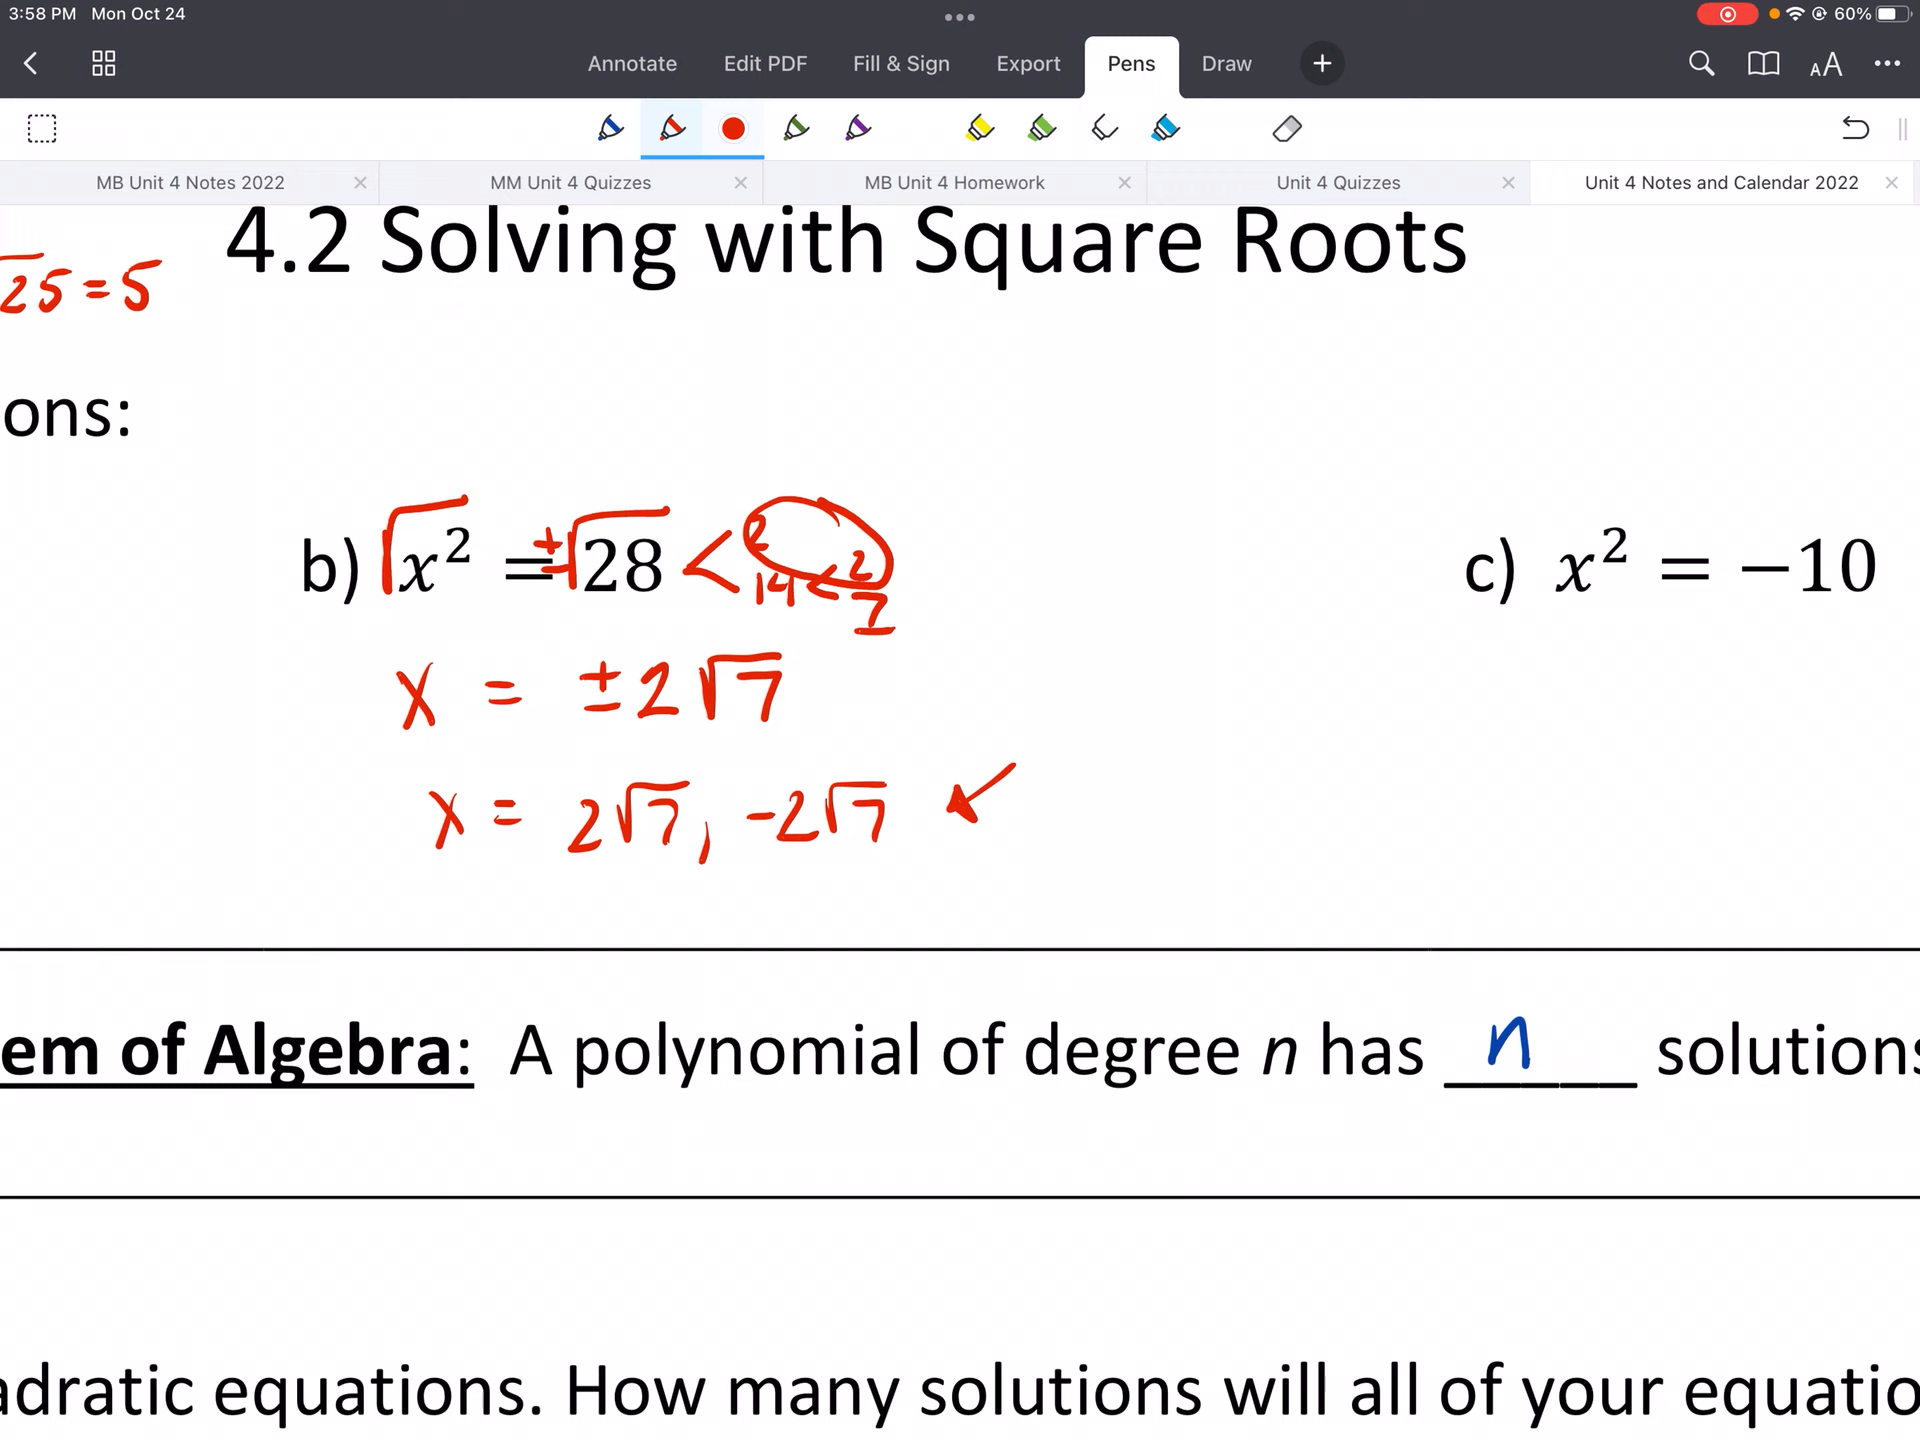 3:58 PM Mon Oct 24 60%
Annotate Edit PDF Fill & Sign Export Pens Draw + AA
MB Unit 4 Notes 2022 MM Unit 4 Quizzes MB Unit 4 Homework Unit 4 Quizzes Unit 4 Notes and Calendar 2022
4.2 Solving with Square Roots
√25 = 5
ons:
b) √x² = ±√28 < 2
14 < 2
7
c) x² = −10
x = ±2√7
x = 2√7, -2√7
em of Algebra: A polynomial of degree n has n solutions
adratic equations. How many solutions will all of your equatio